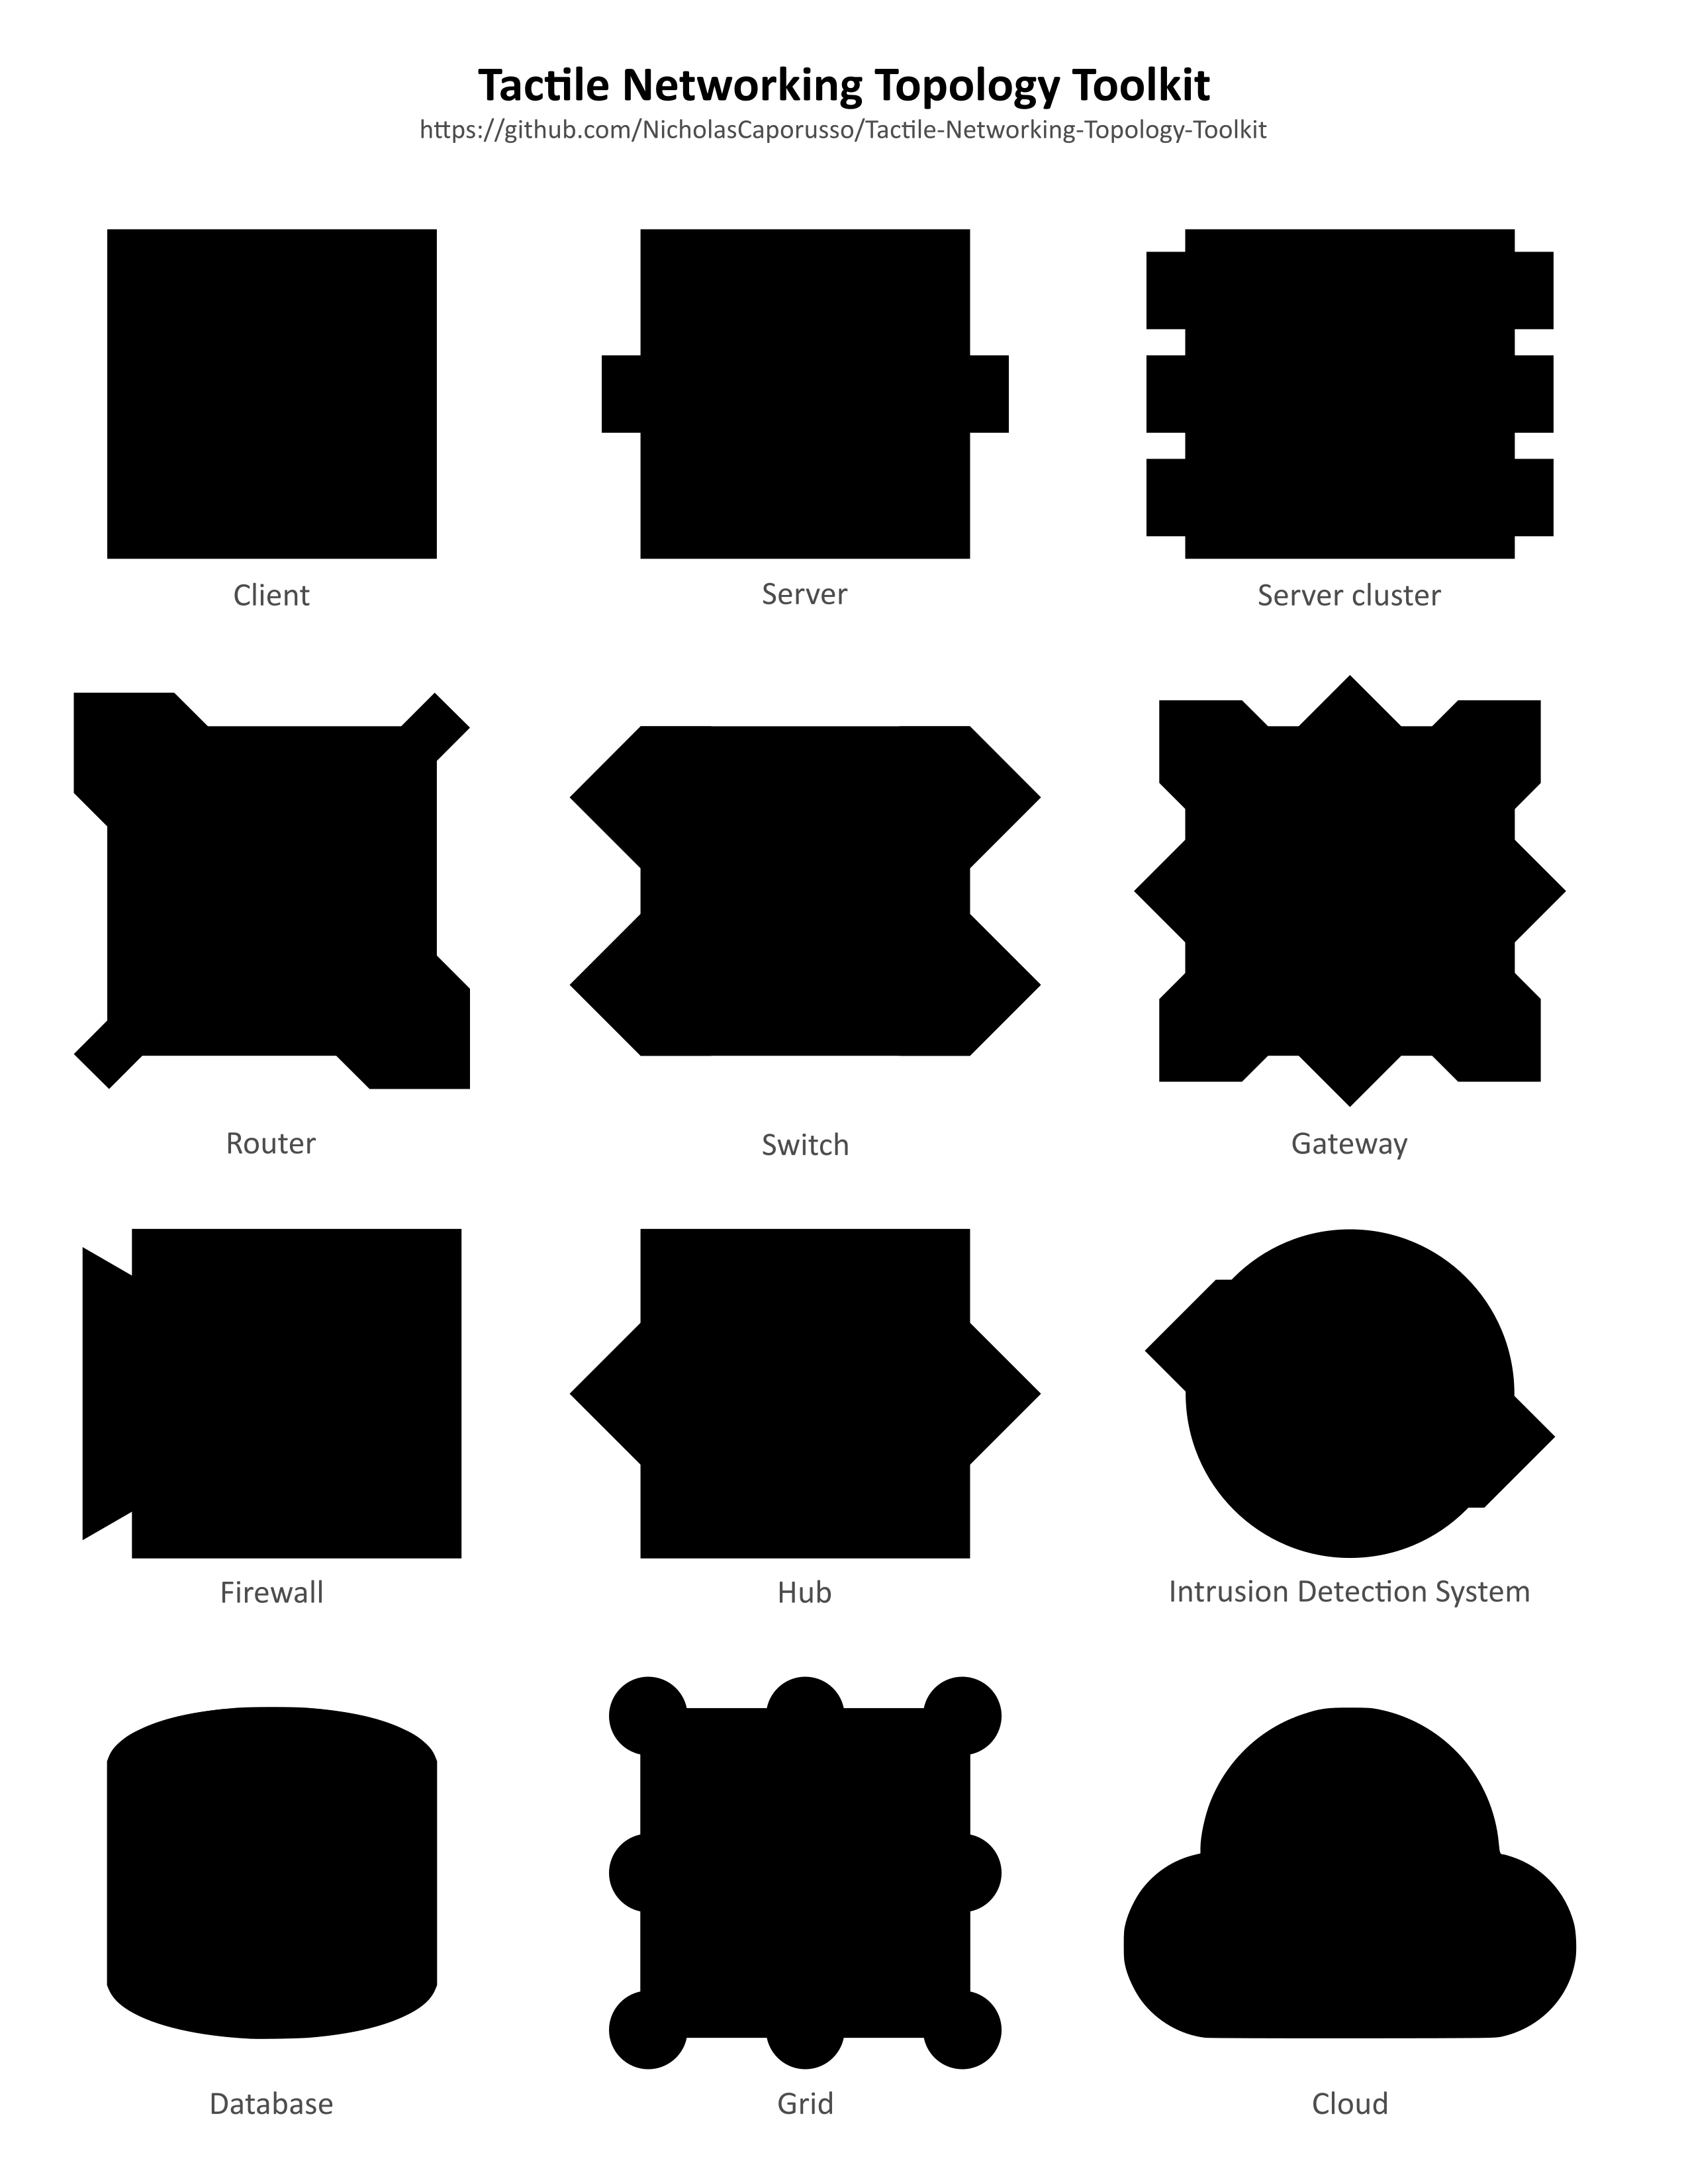 Tactile Networking Topology Toolkit
https://github.com/NicholasCaporusso/Tactile-Networking-Topology-Toolkit
Client
Server
Server cluster
Router
Switch
Gateway
Firewall
Hub
Intrusion Detection System
Database
Grid
Cloud